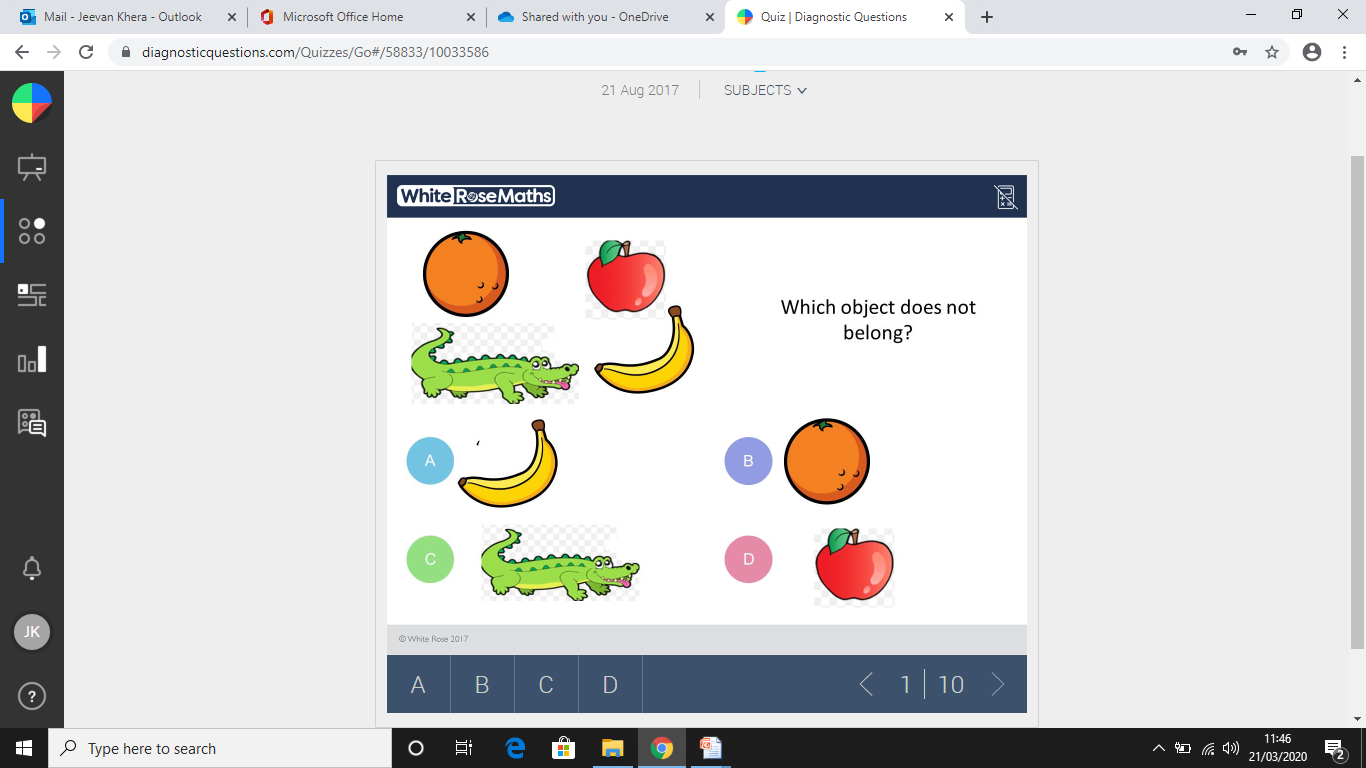 Mail - Jeevan Khera - Outlook
Microsoft Office Home
Shared with you - OneDrive
Quiz | Diagnostic Questions
diagnosticquestions.com/Quizzes/Go#/58833/10033586
21 Aug 2017
SUBJECTS
White Rose Maths
Which object does not
belong?
A
B
C
D
© White Rose 2017
A B C D
1 | 10
JK
?
Type here to search
11:46
21/03/2020
2